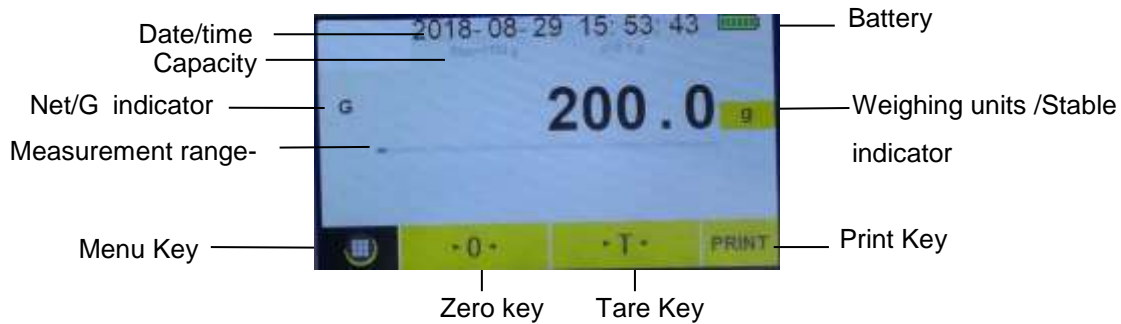 Date/time
2018-08-29 15:53:43
Battery
Capacity
Net/G indicator
G
200.0
g
Weighing units /Stable
indicator
Measurement range-
Menu Key
·0·
·T·
PRINT
Print Key
Zero key
Tare Key